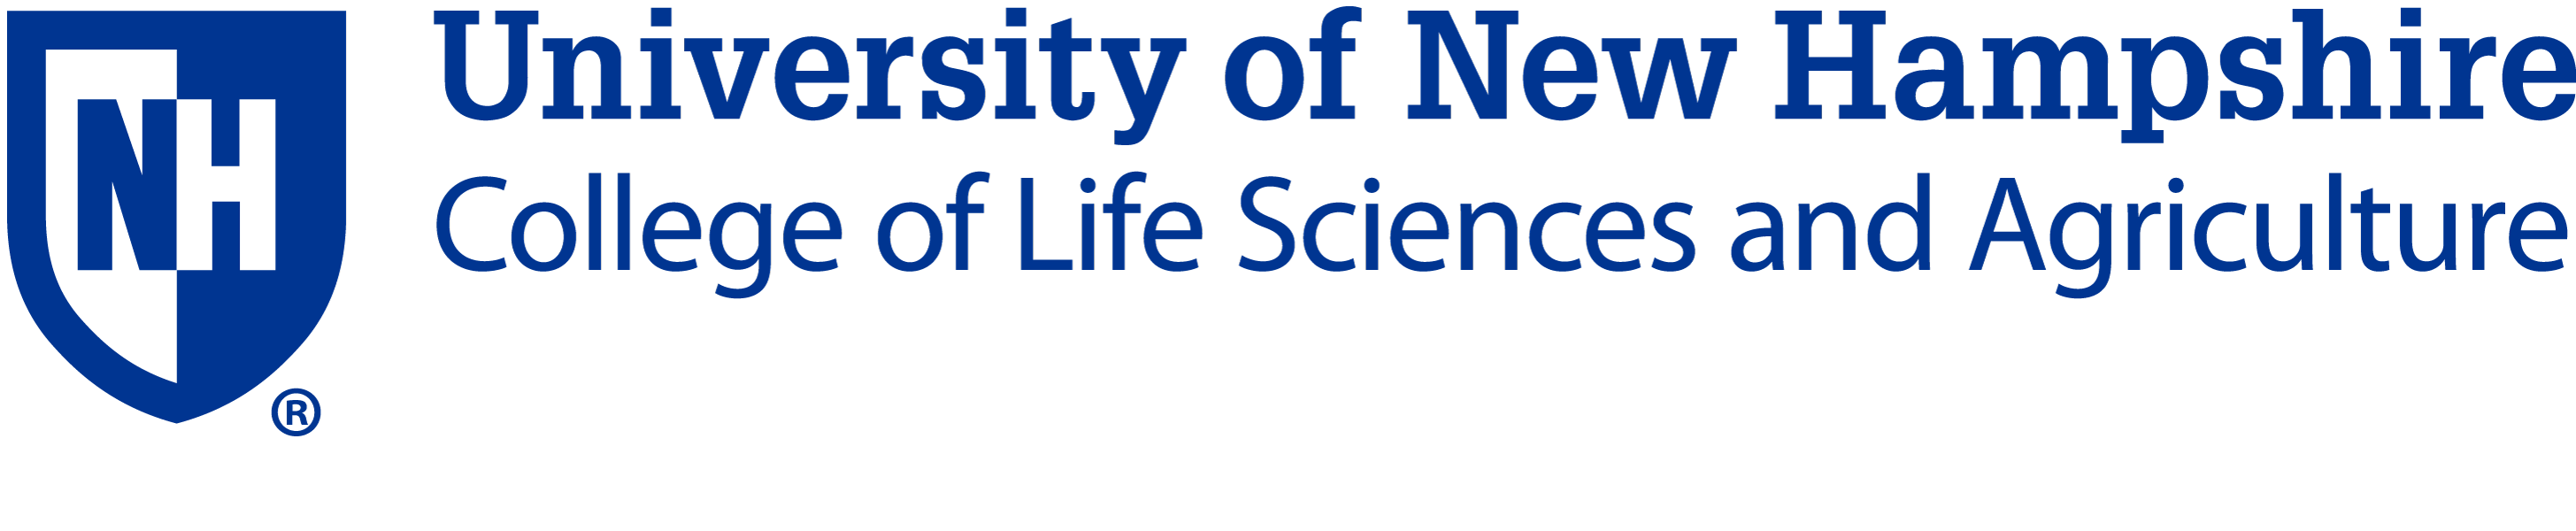 University of New Hampshire
College of Life Sciences and Agriculture
NH
®